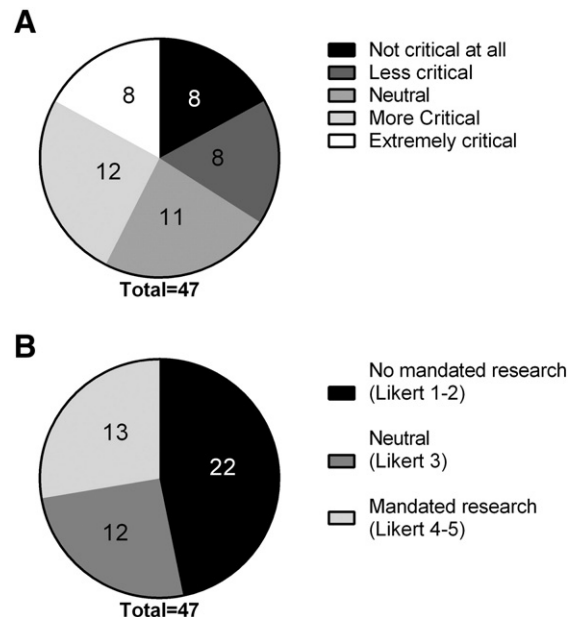 A
8
8
8
11
12
Total=47
Not critical at all
Less critical
Neutral
More Critical
Extremely critical
B
22
12
13
Total=47
No mandated research
(Likert 1-2)
Neutral
(Likert 3)
Mandated research
(Likert 4-5)